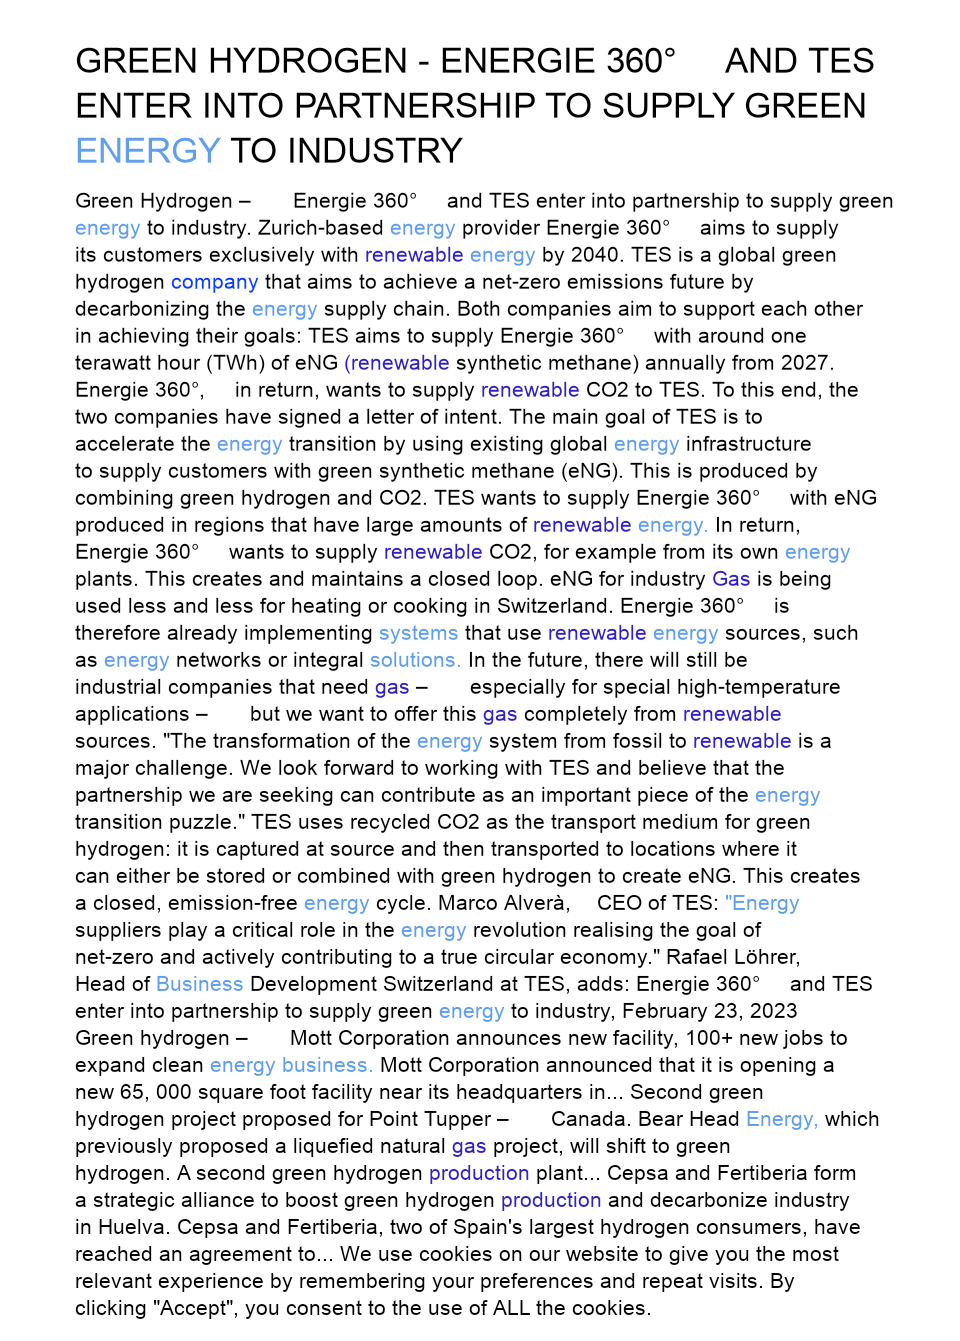 GREEN HYDROGEN - ENERGIE 360° AND TES
ENTER INTO PARTNERSHIP TO SUPPLY GREEN
ENERGY TO INDUSTRY
Green Hydrogen – Energie 360° and TES enter into partnership to supply green
energy to industry. Zurich-based energy provider Energie 360° aims to supply
its customers exclusively with renewable energy by 2040. TES is a global green
hydrogen company that aims to achieve a net-zero emissions future by
decarbonizing the energy supply chain. Both companies aim to support each other
in achieving their goals: TES aims to supply Energie 360° with around one
terawatt hour (TWh) of eNG (renewable synthetic methane) annually from 2027.
Energie 360°, in return, wants to supply renewable CO2 to TES. To this end, the
two companies have signed a letter of intent. The main goal of TES is to
accelerate the energy transition by using existing global energy infrastructure
to supply customers with green synthetic methane (eNG). This is produced by
combining green hydrogen and CO2. TES wants to supply Energie 360° with eNG
produced in regions that have large amounts of renewable energy. In return,
Energie 360° wants to supply renewable CO2, for example from its own energy
plants. This creates and maintains a closed loop. eNG for industry Gas is being
used less and less for heating or cooking in Switzerland. Energie 360° is
therefore already implementing systems that use renewable energy sources, such
as energy networks or integral solutions. In the future, there will still be
industrial companies that need gas – especially for special high-temperature
applications – but we want to offer this gas completely from renewable
sources. "The transformation of the energy system from fossil to renewable is a
major challenge. We look forward to working with TES and believe that the
partnership we are seeking can contribute as an important piece of the energy
transition puzzle." TES uses recycled CO2 as the transport medium for green
hydrogen: it is captured at source and then transported to locations where it
can either be stored or combined with green hydrogen to create eNG. This creates
a closed, emission-free energy cycle. Marco Alverà, CEO of TES: "Energy
suppliers play a critical role in the energy revolution realising the goal of
net-zero and actively contributing to a true circular economy." Rafael Löhrer,
Head of Business Development Switzerland at TES, adds: Energie 360° and TES
enter into partnership to supply green energy to industry, February 23, 2023
Green hydrogen – Mott Corporation announces new facility, 100+ new jobs to
expand clean energy business. Mott Corporation announced that it is opening a
new 65, 000 square foot facility near its headquarters in... Second green
hydrogen project proposed for Point Tupper – Canada. Bear Head Energy, which
previously proposed a liquefied natural gas project, will shift to green
hydrogen. A second green hydrogen production plant... Cepsa and Fertiberia form
a strategic alliance to boost green hydrogen production and decarbonize industry
in Huelva. Cepsa and Fertiberia, two of Spain's largest hydrogen consumers, have
reached an agreement to... We use cookies on our website to give you the most
relevant experience by remembering your preferences and repeat visits. By
clicking "Accept", you consent to the use of ALL the cookies.